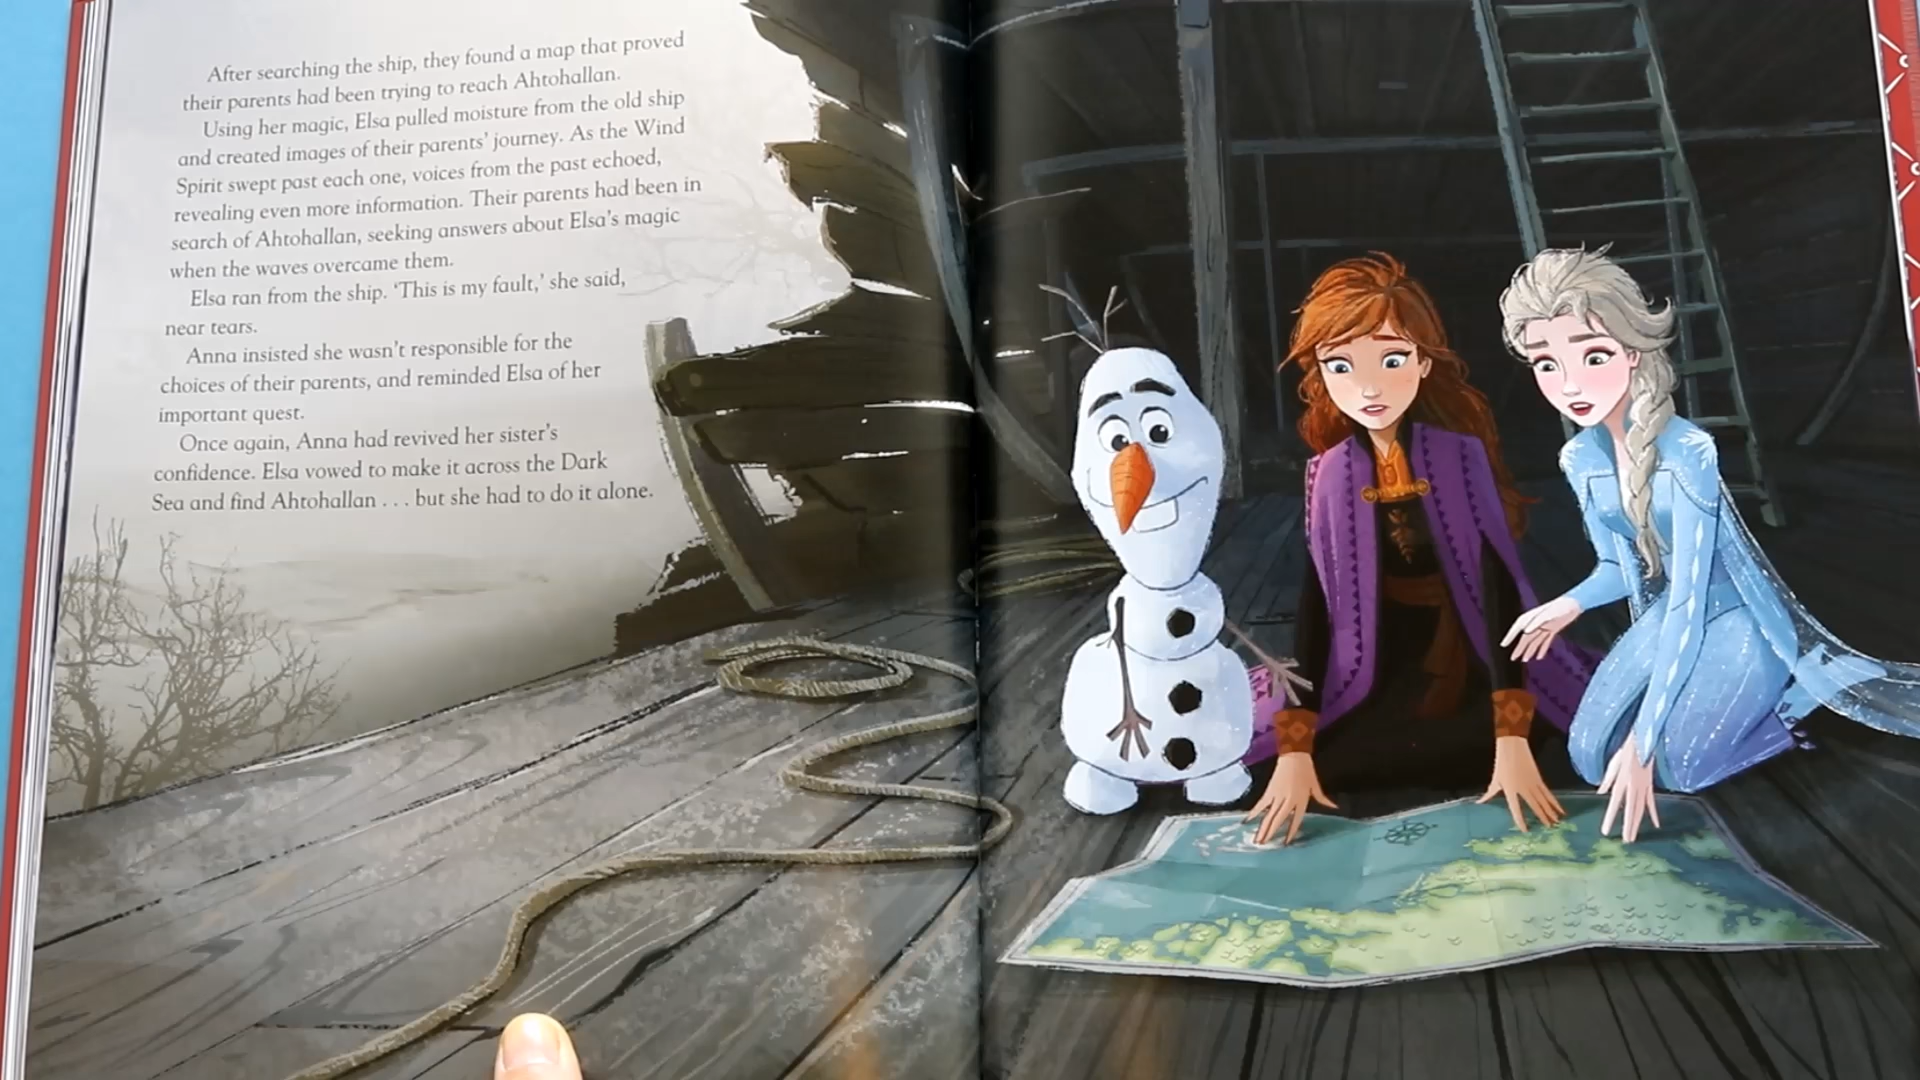 After searching the ship, they found a map that proved
their parents had been trying to reach Ahtohallan.
Using her magic, Elsa pulled moisture from the old ship
and created images of their parents' journey. As the Wind
Spirit swept past each one, voices from the past echoed,
revealing even more information. Their parents had been in
search of Ahtohallan, seeking answers about Elsa's magic
when the waves overcame them.
Elsa ran from the ship. ‘This is my fault,’ she said,
near tears.
Anna insisted she wasn't responsible for the
choices of their parents, and reminded Elsa of her
important quest.
Once again, Anna had revived her sister's
confidence. Elsa vowed to make it across the Dark
Sea and find Ahtohallan . . . but she had to do it alone.